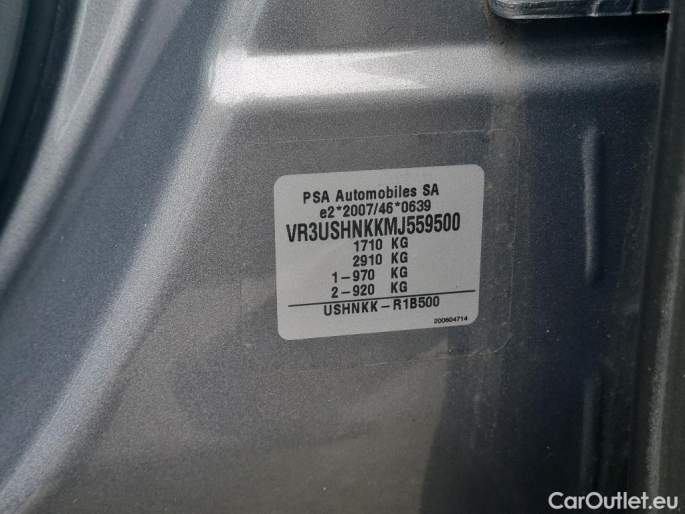 PSA Automobiles SA
e2*2007/46*0639
VR3USHNKKMJ559500
1710 KG
2910 KG
1-970 KG
2-920 KG
USHNKK-R1B500
200604714
CarOutlet.eu